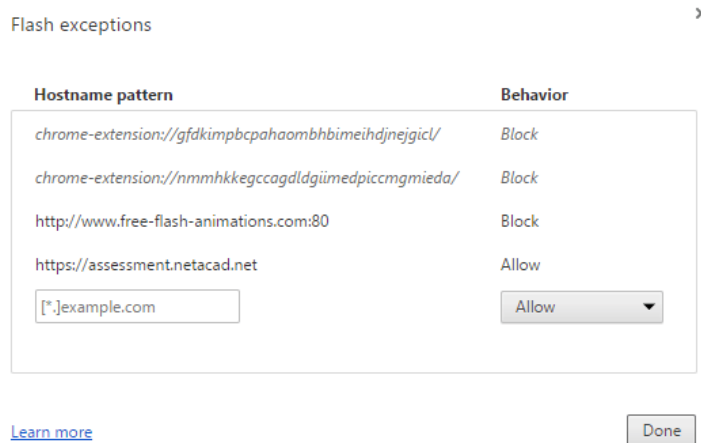 Flash exceptions
Hostname pattern Behavior
chrome-extension://gfdkimpbcpahaombhbimeihdjnejgicl/ Block
chrome-extension://nmmhkkegccagdldgiimedpiccmgmieda/ Block
http://www.free-flash-animations.com:80 Block
https://assessment.netacad.net Allow
[*.]example.com Allow
Learn more Done